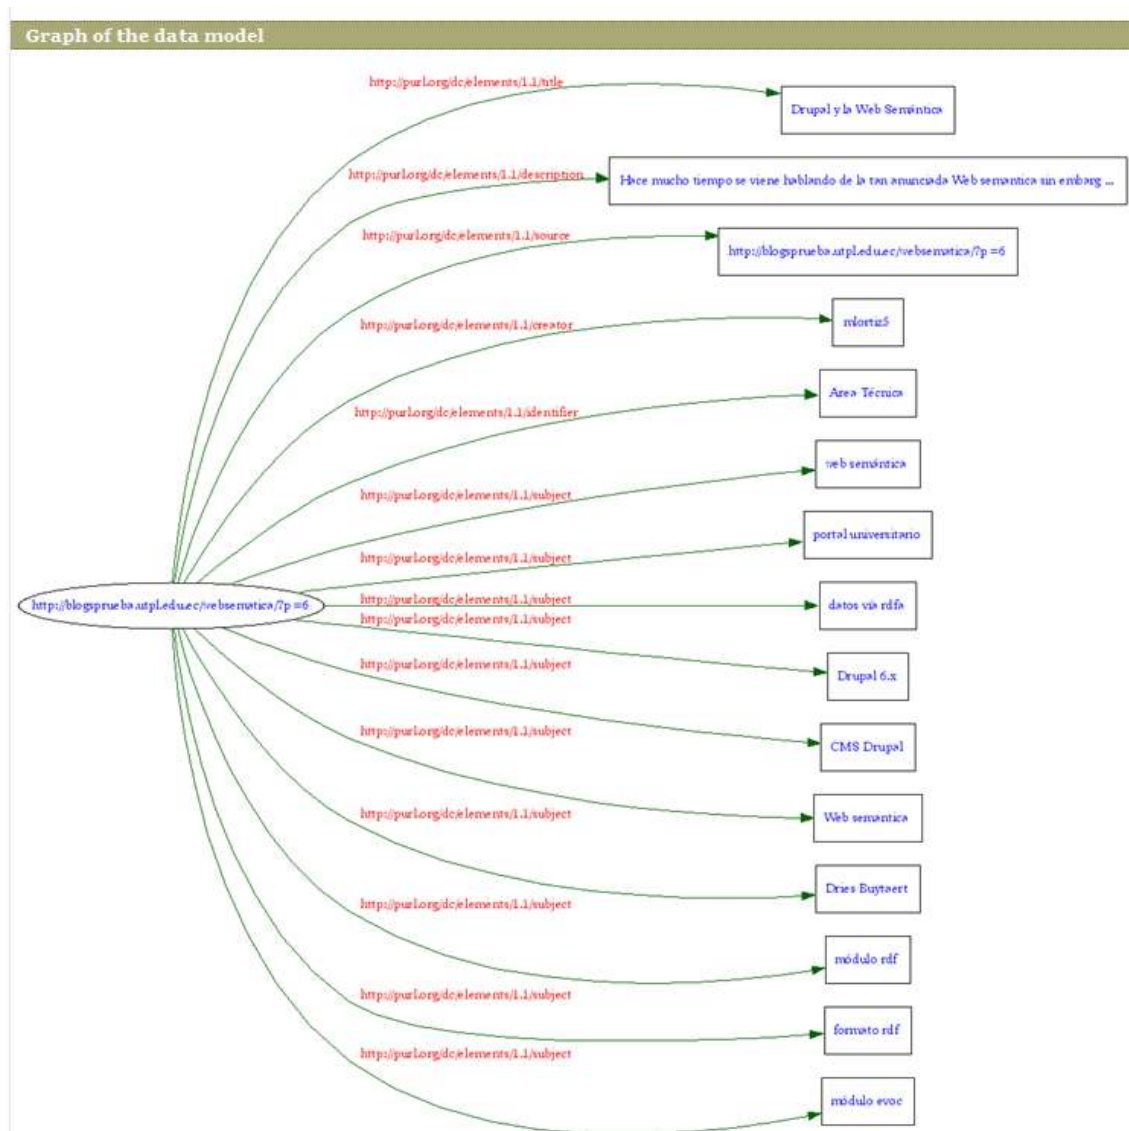 Graph of the data model
http://purl.org/dc/elements/1.1/title
Drupal y la Web Semántica
http://purl.org/dc/elements/1.1/description
Hace mucho tiempo se viene hablando de la tan anunciada Web semantica sin embarg ...
http://purl.org/dc/elements/1.1/source
http://blogsprueba.utpl.edu.ec/websematica/?p=6
http://purl.org/dc/elements/1.1/creator
mlortiz5
http://purl.org/dc/elements/1.1/identifier
Area Técnica
http://purl.org/dc/elements/1.1/subject
web semántica
http://purl.org/dc/elements/1.1/subject
portal universitario
http://blogsprueba.utpl.edu.ec/websematica/?p=6
http://purl.org/dc/elements/1.1/subject
datos vía rdfa
http://purl.org/dc/elements/1.1/subject
Drupal 6.x
http://purl.org/dc/elements/1.1/subject
CMS Drupal
http://purl.org/dc/elements/1.1/subject
Web semantica
http://purl.org/dc/elements/1.1/subject
Dries Buytaert
http://purl.org/dc/elements/1.1/subject
módulo rdf
http://purl.org/dc/elements/1.1/subject
formato rdf
http://purl.org/dc/elements/1.1/subject
módulo evoc